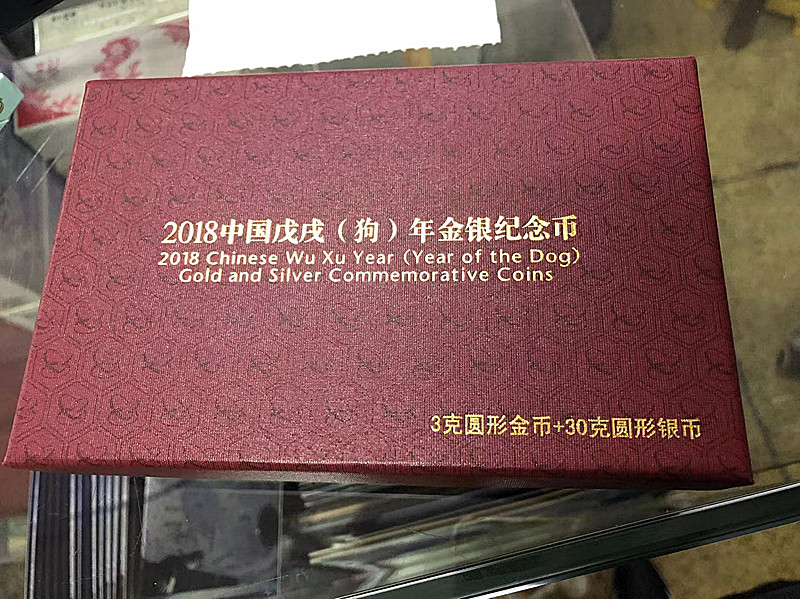 2018中国戊戌（狗）年金银纪念币
2018 Chinese Wu Xu Year (Year of the Dog)
Gold and Silver Commemorative Coins
3克圆形金币+30克圆形银币